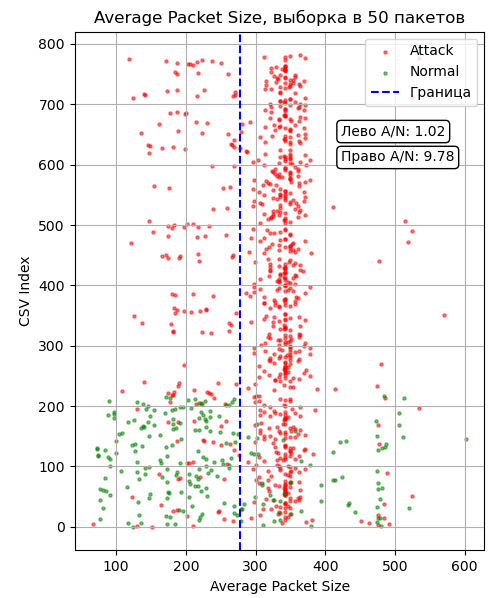 Average Packet Size, выборка в 50 пакетов
Attack
Normal
Граница
Лево A/N: 1.02
Право A/N: 9.78
CSV Index
800
700
600
500
400
300
200
100
0
100 200 300 400 500 600
Average Packet Size